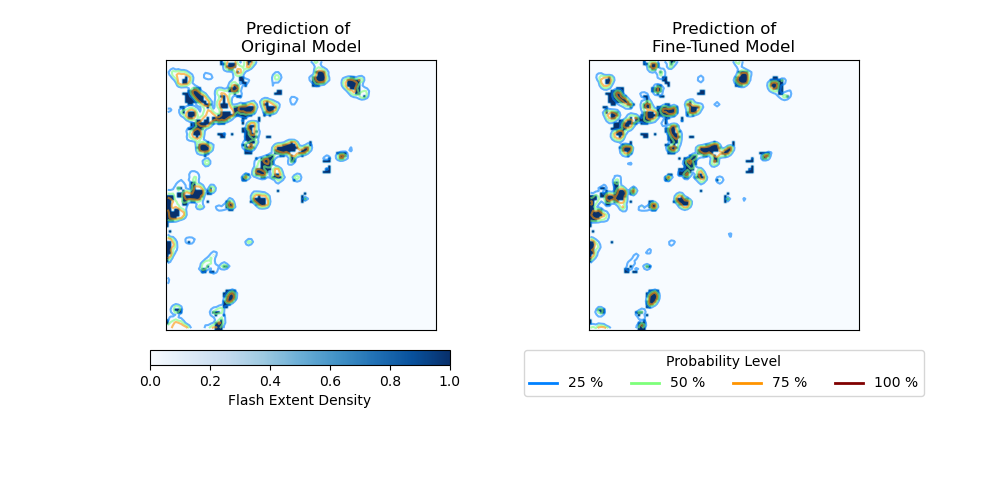 Prediction of
Original Model
Prediction of
Fine-Tuned Model
0.0 0.2 0.4 0.6 0.8 1.0
Flash Extent Density
Probability Level
25 % 50 % 75 % 100 %